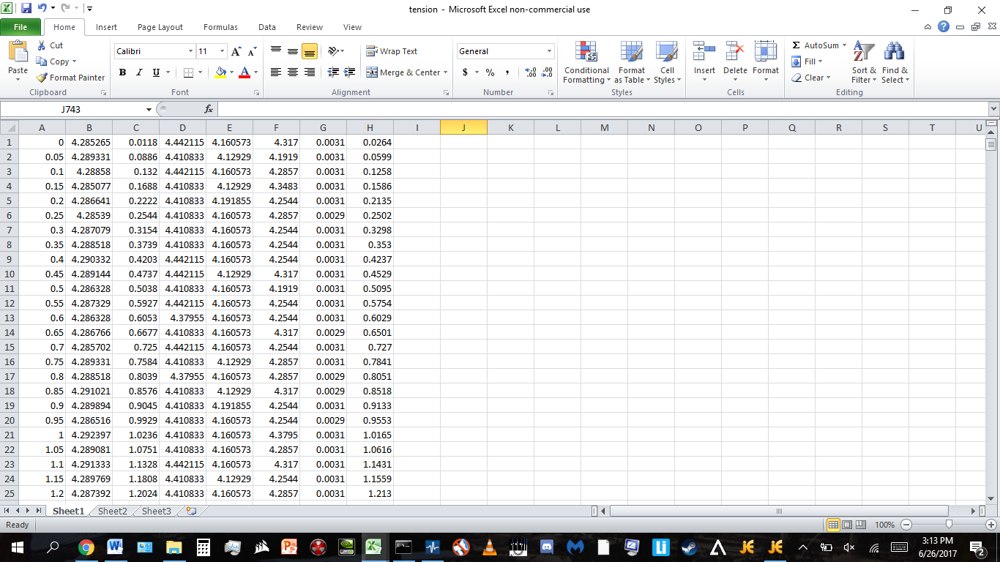 tension - Microsoft Excel non-commercial use
File Home Insert Page Layout Formulas Data Review View
Paste Cut Copy Format Painter Clipboard
Calibri 11 B I U Font
Wrap Text Merge & Center Alignment
General $ % , Number
Conditional Formatting Format as Table Cell Styles Styles
Insert Delete Format Cells
Σ AutoSum Fill Clear Sort & Filter Find & Select Editing
J743 fx
A B C D E F G H I J K L M N O P Q R S T U
1 0 4.285265 0.0118 4.442115 4.160573 4.317 0.0031 0.0264
2 0.05 4.289331 0.0886 4.410833 4.12929 4.1919 0.0031 0.0599
3 0.1 4.28858 0.132 4.442115 4.160573 4.2857 0.0031 0.1258
4 0.15 4.285077 0.1688 4.410833 4.12929 4.3483 0.0031 0.1586
5 0.2 4.286641 0.2222 4.410833 4.191855 4.2544 0.0031 0.2135
6 0.25 4.28539 0.2544 4.410833 4.160573 4.2857 0.0029 0.2502
7 0.3 4.287079 0.3154 4.410833 4.160573 4.2544 0.0031 0.3298
8 0.35 4.288518 0.3739 4.410833 4.160573 4.2544 0.0031 0.353
9 0.4 4.290332 0.4203 4.442115 4.160573 4.2544 0.0031 0.4237
10 0.45 4.289144 0.4737 4.442115 4.12929 4.317 0.0031 0.4529
11 0.5 4.286328 0.5038 4.410833 4.160573 4.1919 0.0031 0.5095
12 0.55 4.287329 0.5927 4.442115 4.160573 4.2544 0.0031 0.5754
13 0.6 4.286328 0.6053 4.37955 4.160573 4.2544 0.0031 0.6029
14 0.65 4.286766 0.6677 4.410833 4.160573 4.317 0.0029 0.6501
15 0.7 4.285702 0.725 4.442115 4.160573 4.2544 0.0031 0.727
16 0.75 4.289331 0.7584 4.410833 4.12929 4.2857 0.0031 0.7841
17 0.8 4.288518 0.8039 4.37955 4.160573 4.2857 0.0029 0.8051
18 0.85 4.291021 0.8576 4.410833 4.12929 4.317 0.0029 0.8518
19 0.9 4.289894 0.9045 4.410833 4.191855 4.2544 0.0031 0.9133
20 0.95 4.286516 0.9929 4.410833 4.160573 4.2544 0.0029 0.9553
21 1 4.292397 1.0236 4.410833 4.160573 4.3795 0.0031 1.0165
22 1.05 4.289081 1.0751 4.410833 4.160573 4.2857 0.0031 1.0616
23 1.1 4.291333 1.1328 4.442115 4.160573 4.317 0.0031 1.1431
24 1.15 4.289769 1.1808 4.410833 4.12929 4.2544 0.0031 1.1559
25 1.2 4.287392 1.2024 4.410833 4.160573 4.2857 0.0031 1.213
Sheet1 Sheet2 Sheet3
Ready 100%
3:13 PM
6/26/2017
2